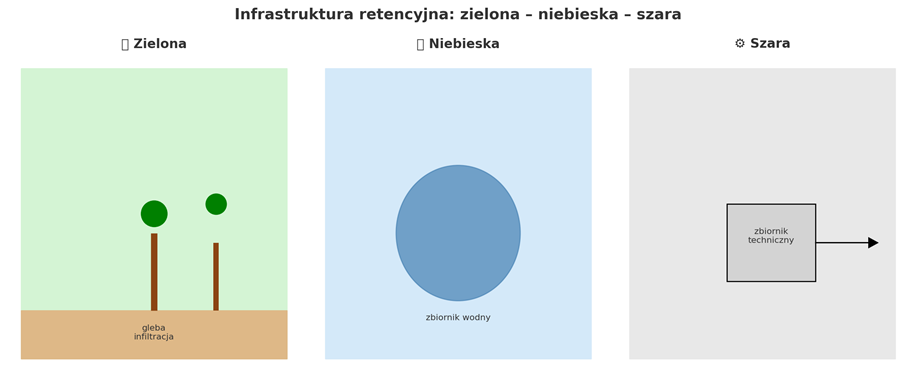 Infrastruktura retencyjna: zielona – niebieska – szara
Zielona
Niebieska
⚙ Szara
gleba
infiltracja
zbiornik wodny
zbiornik
techniczny